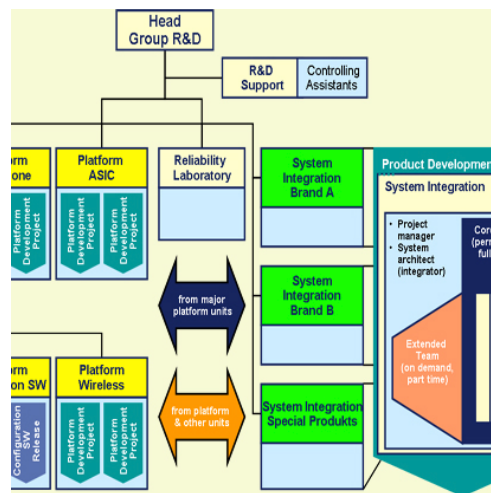 Head
Group R&D
R&D
Support
Controlling
Assistants
Platform
ASIC
Reliability
Laboratory
System
Integration
Brand A
Product Developmen
System Integration
Platform
Development
Project
Platform
Development
Project
Platform
Development
Project
• Project
manager
• System
architect
(integrator)
from major
platform units
System
Integration
Brand B
Extended
Team
(on demand,
part time)
Platform
Wireless
from platform
& other units
System Integration
Special Produkts
Configuration
SW
Release
Platform
Development
Project
Platform
Development
Project